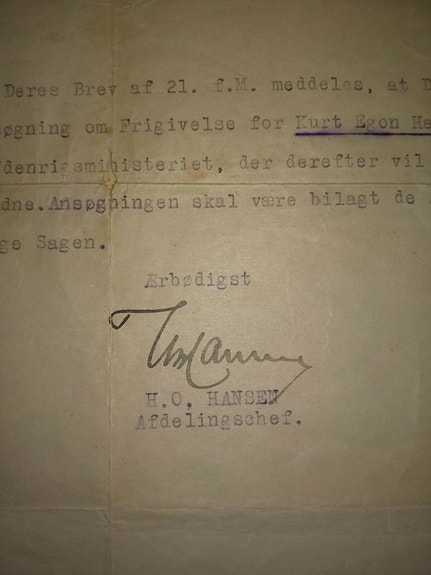 Deres Brev af 21. f.M. meddeles, at D
øgning om Frigivelse for Kurt Egon He
denrigsministeriet, der derefter vil
dne. Ansøgningen skal være bilagt de
ge Sagen.
Ærbødigst
H.O. HANSEN
Afdelingschef.